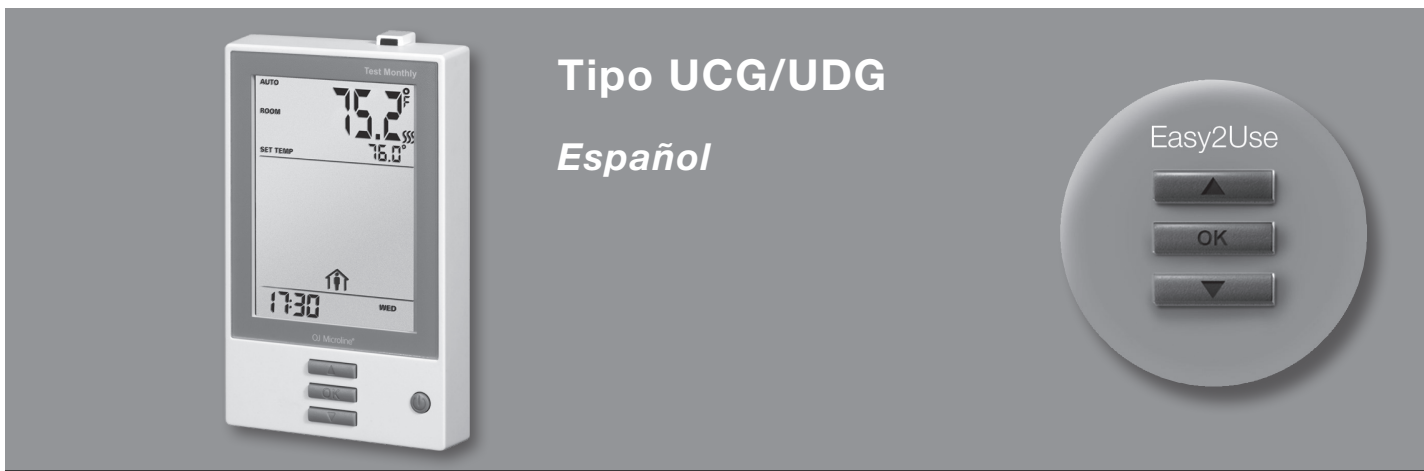 Test Monthly
AUTO
75.2°F
ROOM
SET TEMP 76.0°
17:30 WED
OJ Microline®
OK
Tipo UCG/UDG
Español
Easy2Use
OK